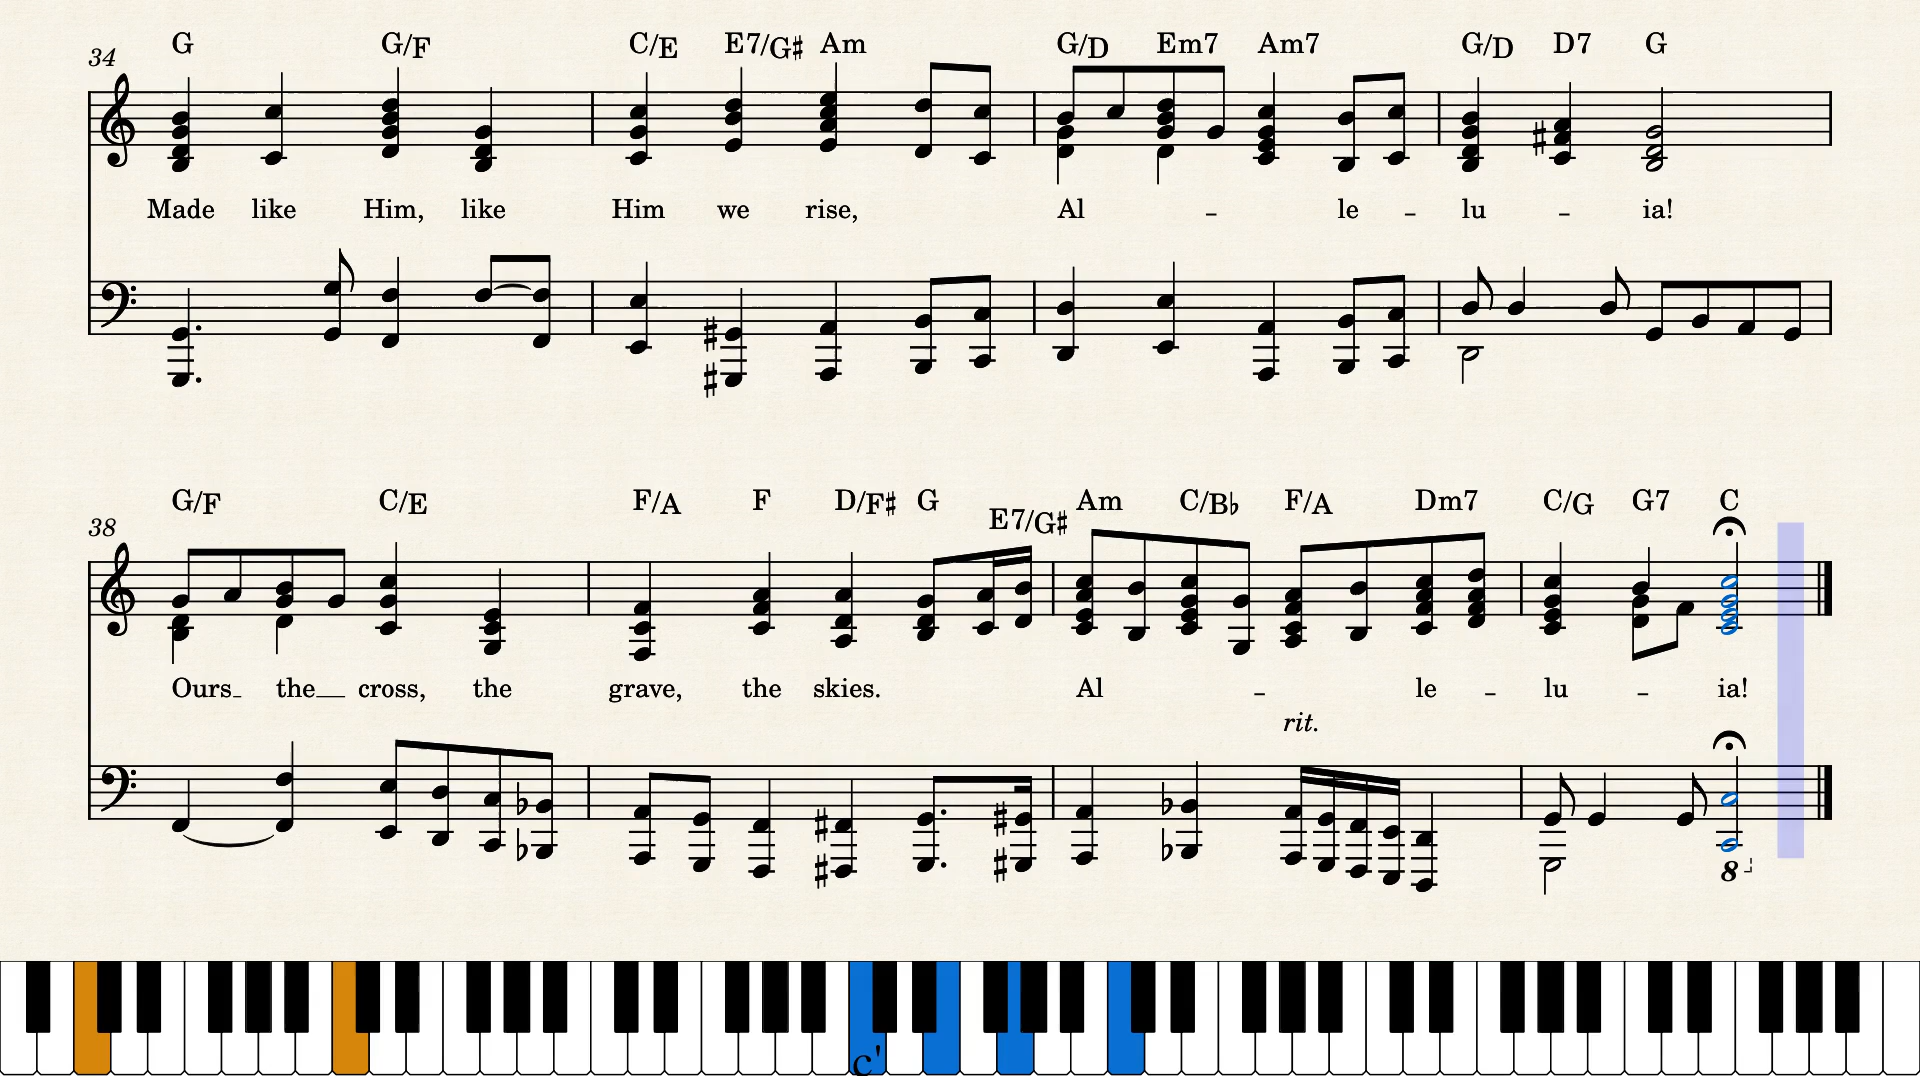 G G/F C/E E7/G♯ Am G/D Em7 Am7 G/D D7 G
34
Made like Him, like Him we rise, Al - le - lu - ia!
G/F C/E F/A F D/F♯ G E7/G♯ Am C/B♭ F/A Dm7 C/G G7 C
38
Ours the cross, the grave, the skies. Al - le - lu - ia!
rit.
8
c'